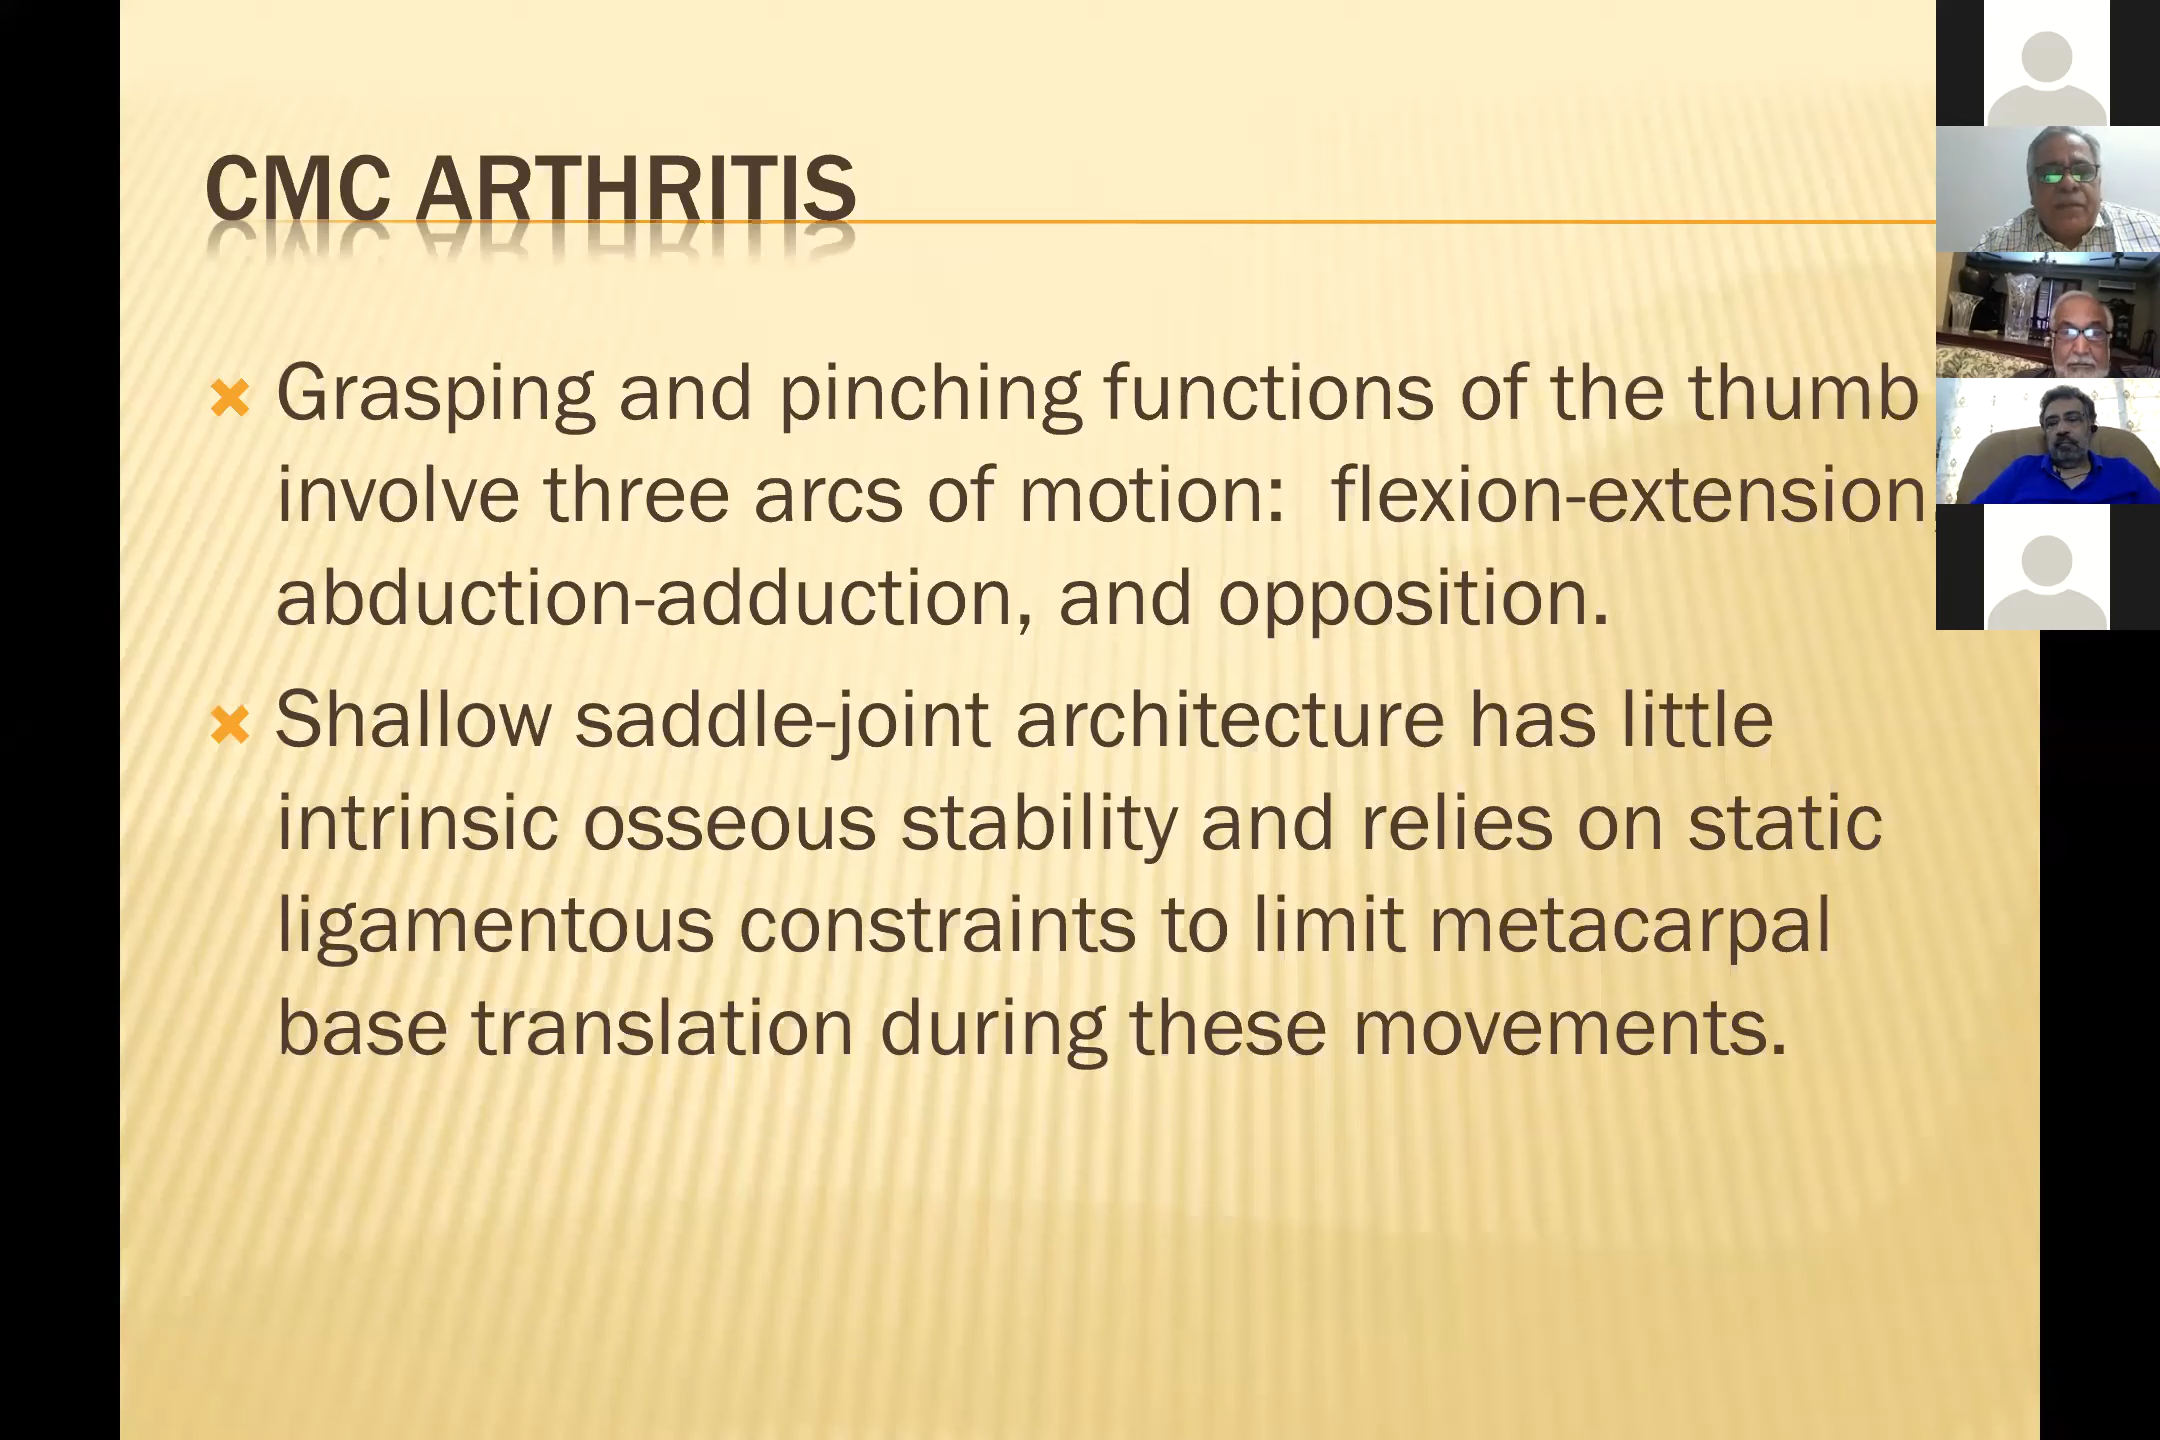 CMC ARTHRITIS
Grasping and pinching functions of the thumb
involve three arcs of motion: flexion-extension,
abduction-adduction, and opposition.
Shallow saddle-joint architecture has little
intrinsic osseous stability and relies on static
ligamentous constraints to limit metacarpal
base translation during these movements.